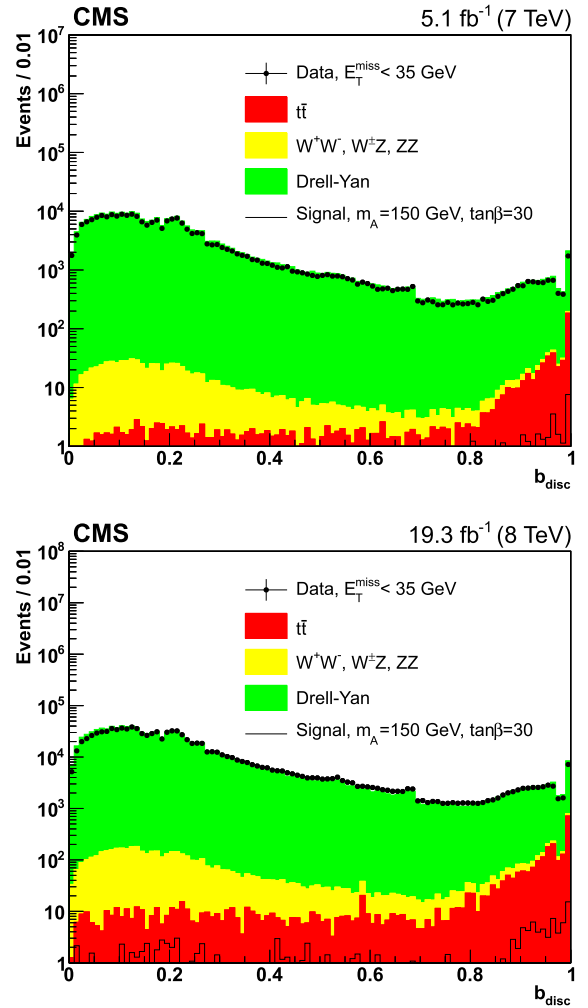 CMS 5.1 fb⁻¹ (7 TeV)
Events / 0.01
10⁷
10⁶
10⁵
10⁴
10³
10²
10
1
Data, E_T^miss < 35 GeV
tt̄
W⁺W⁻, W±Z, ZZ
Drell-Yan
Signal, m_A=150 GeV, tanβ=30
0 0.2 0.4 0.6 0.8 1
b_disc
CMS 19.3 fb⁻¹ (8 TeV)
Events / 0.01
10⁸
10⁷
10⁶
10⁵
10⁴
10³
10²
10
1
Data, E_T^miss < 35 GeV
tt̄
W⁺W⁻, W±Z, ZZ
Drell-Yan
Signal, m_A=150 GeV, tanβ=30
0 0.2 0.4 0.6 0.8 1
b_disc